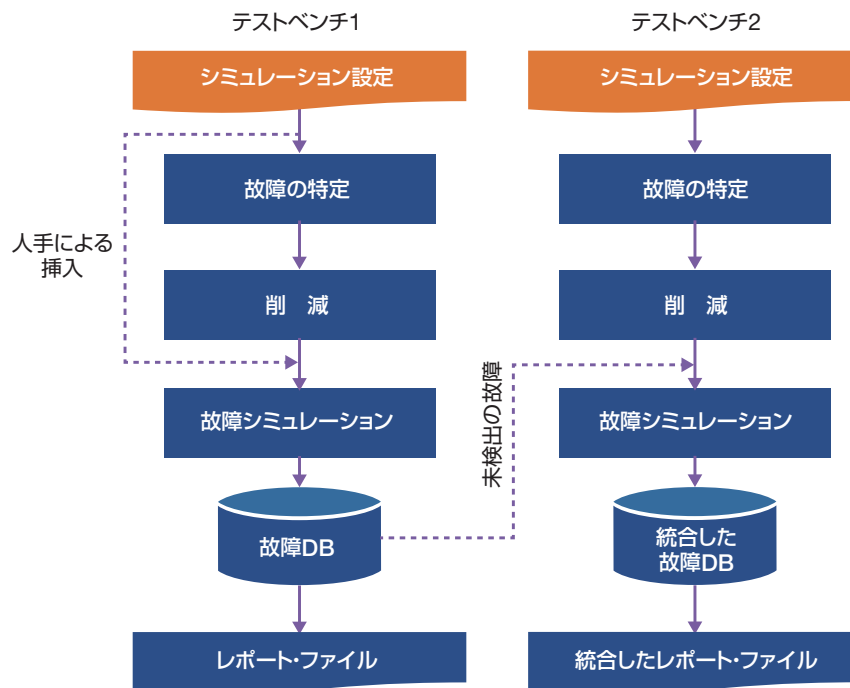 テストベンチ1
シミュレーション設定
故障の特定
人手による
挿入
削　減
故障シミュレーション
故障DB
レポート・ファイル
未検出の故障
テストベンチ2
シミュレーション設定
故障の特定
削　減
故障シミュレーション
統合した
故障DB
統合したレポート・ファイル